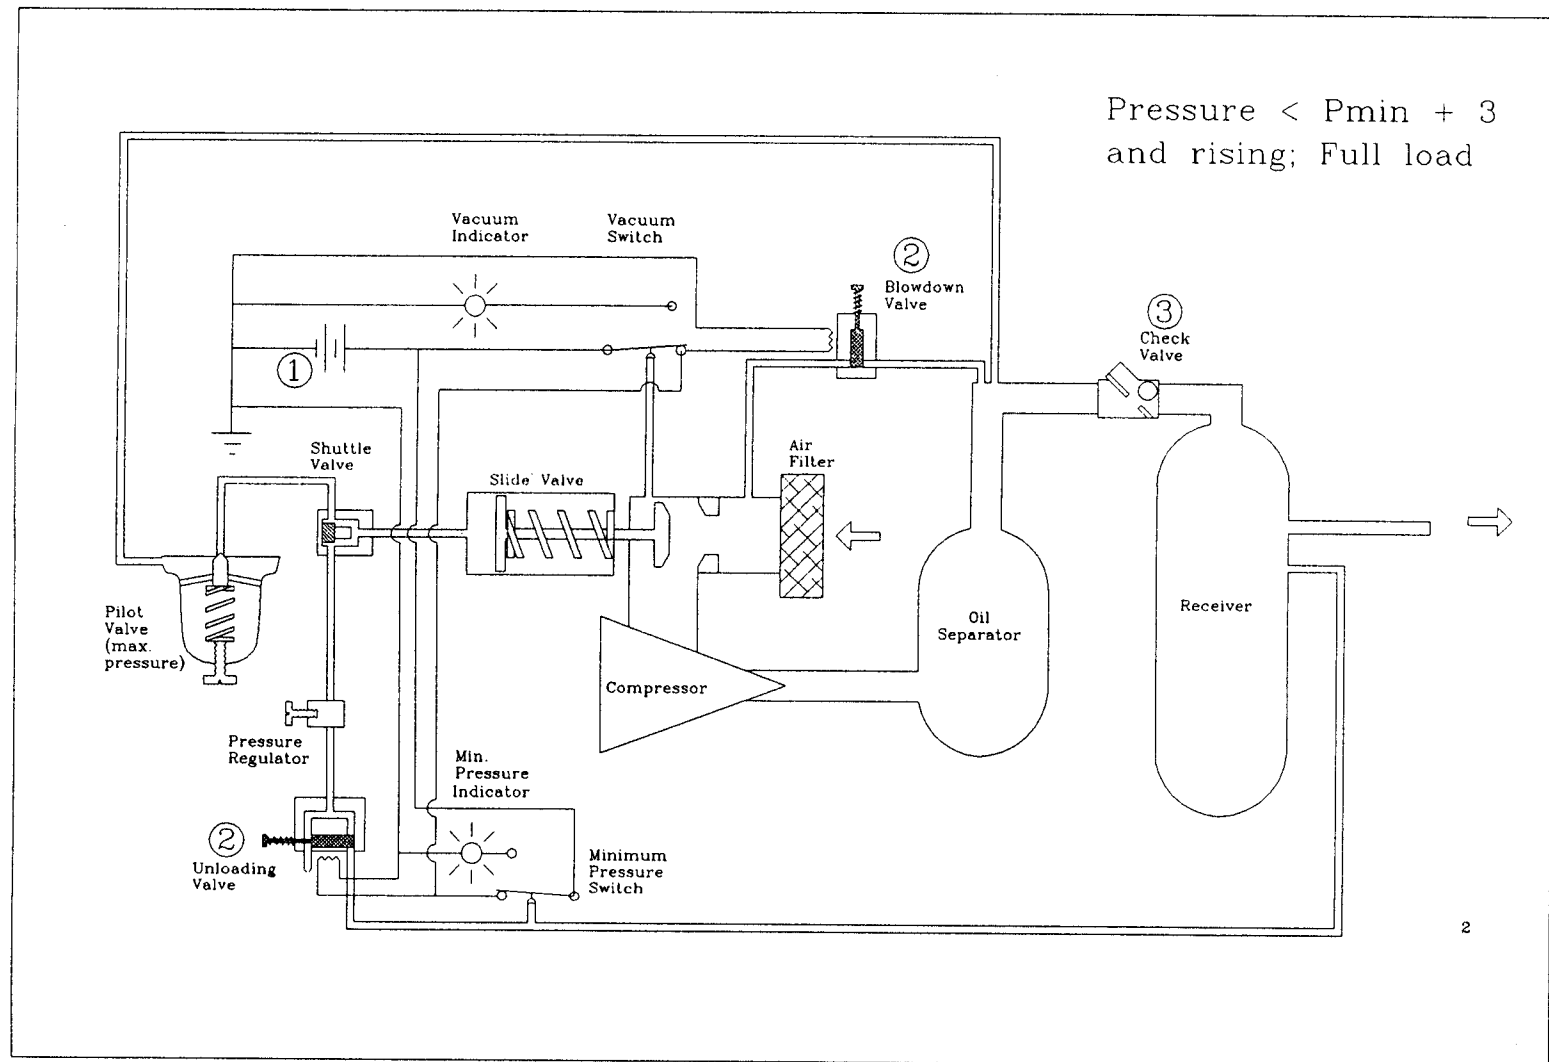 Pressure < Pmin + 3
and rising; Full load
Vacuum
Indicator
Vacuum
Switch
②
Blowdown
Valve
③
Check
Valve
①
Shuttle
Valve
Slide Valve
Air
Filter
Pilot
Valve
(max.
pressure)
Oil
Separator
Receiver
Compressor
Pressure
Regulator
Min.
Pressure
Indicator
②
Unloading
Valve
Minimum
Pressure
Switch
2